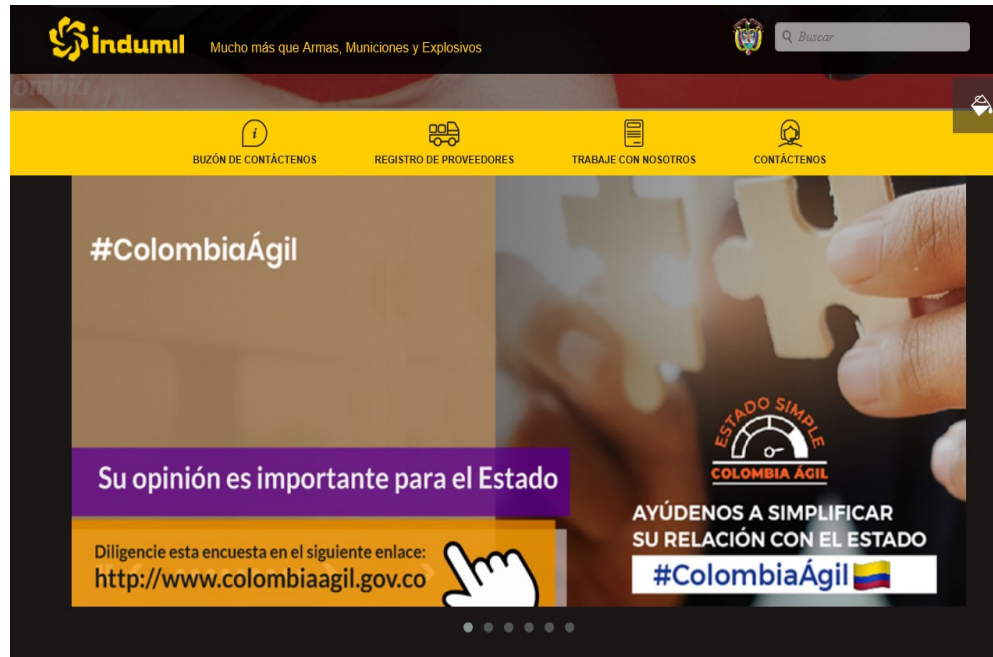 indumil
Mucho más que Armas, Municiones y Explosivos
Buscar
ombia
BUZÓN DE CONTÁCTENOS
REGISTRO DE PROVEEDORES
TRABAJE CON NOSOTROS
CONTÁCTENOS
#ColombiaÁgil
Su opinión es importante para el Estado
Diligencie esta encuesta en el siguiente enlace:
http://www.colombiaagil.gov.co
ESTADO SIMPLE
COLOMBIA ÁGIL
AYÚDENOS A SIMPLIFICAR
SU RELACIÓN CON EL ESTADO
#ColombiaÁgil